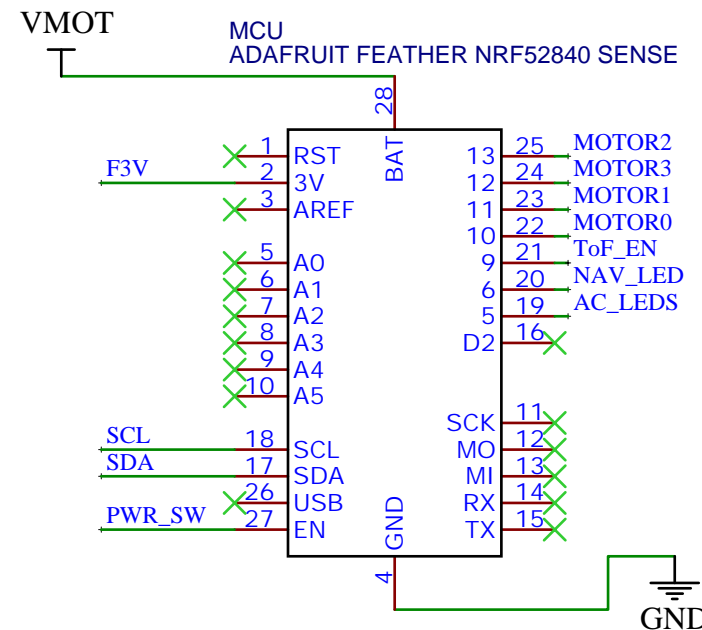 VMOT
MCU
ADAFRUIT FEATHER NRF52840 SENSE
28
BAT
1 RST
F3V 2 3V
3 AREF
5 A0
6 A1
7 A2
8 A3
9 A4
10 A5
SCL 18 SCL
SDA 17 SDA
26 USB
PWR_SW 27 EN
13 25 MOTOR2
12 24 MOTOR3
11 23 MOTOR1
10 22 MOTOR0
9 21 ToF_EN
6 20 NAV_LED
5 19 AC_LEDS
D2 16
SCK 11
MO 12
MI 13
RX 14
TX 15
GND
4
GND